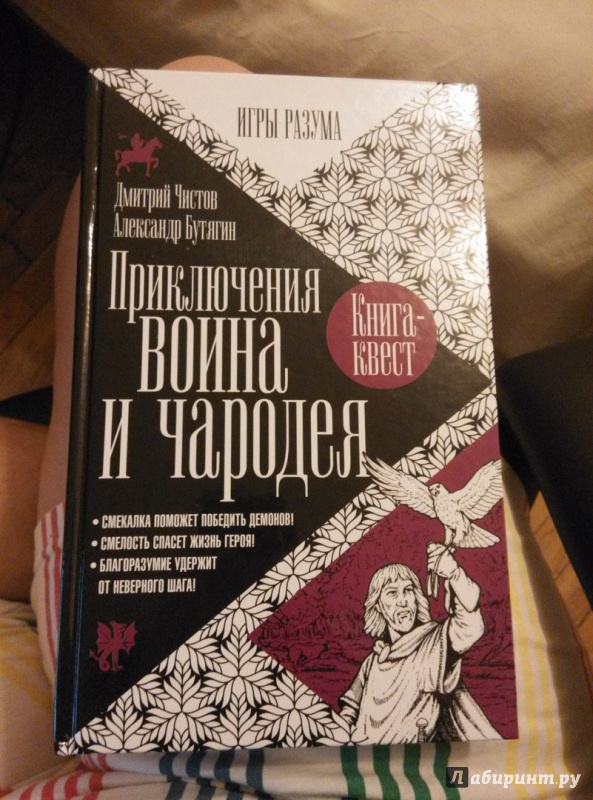 ИГРЫ РАЗУМА
Дмитрий Чистов
Александр Бутягин
Приключения
воина
и чародея
Книга-
квест
• СМЕКАЛКА ПОМОЖЕТ ПОБЕДИТЬ ДЕМОНОВ!
• СМЕЛОСТЬ СПАСЕТ ЖИЗНЬ ГЕРОЯ!
• БЛАГОРАЗУМИЕ УДЕРЖИТ
ОТ НЕВЕРНОГО ШАГА!
Лабиринт.ру